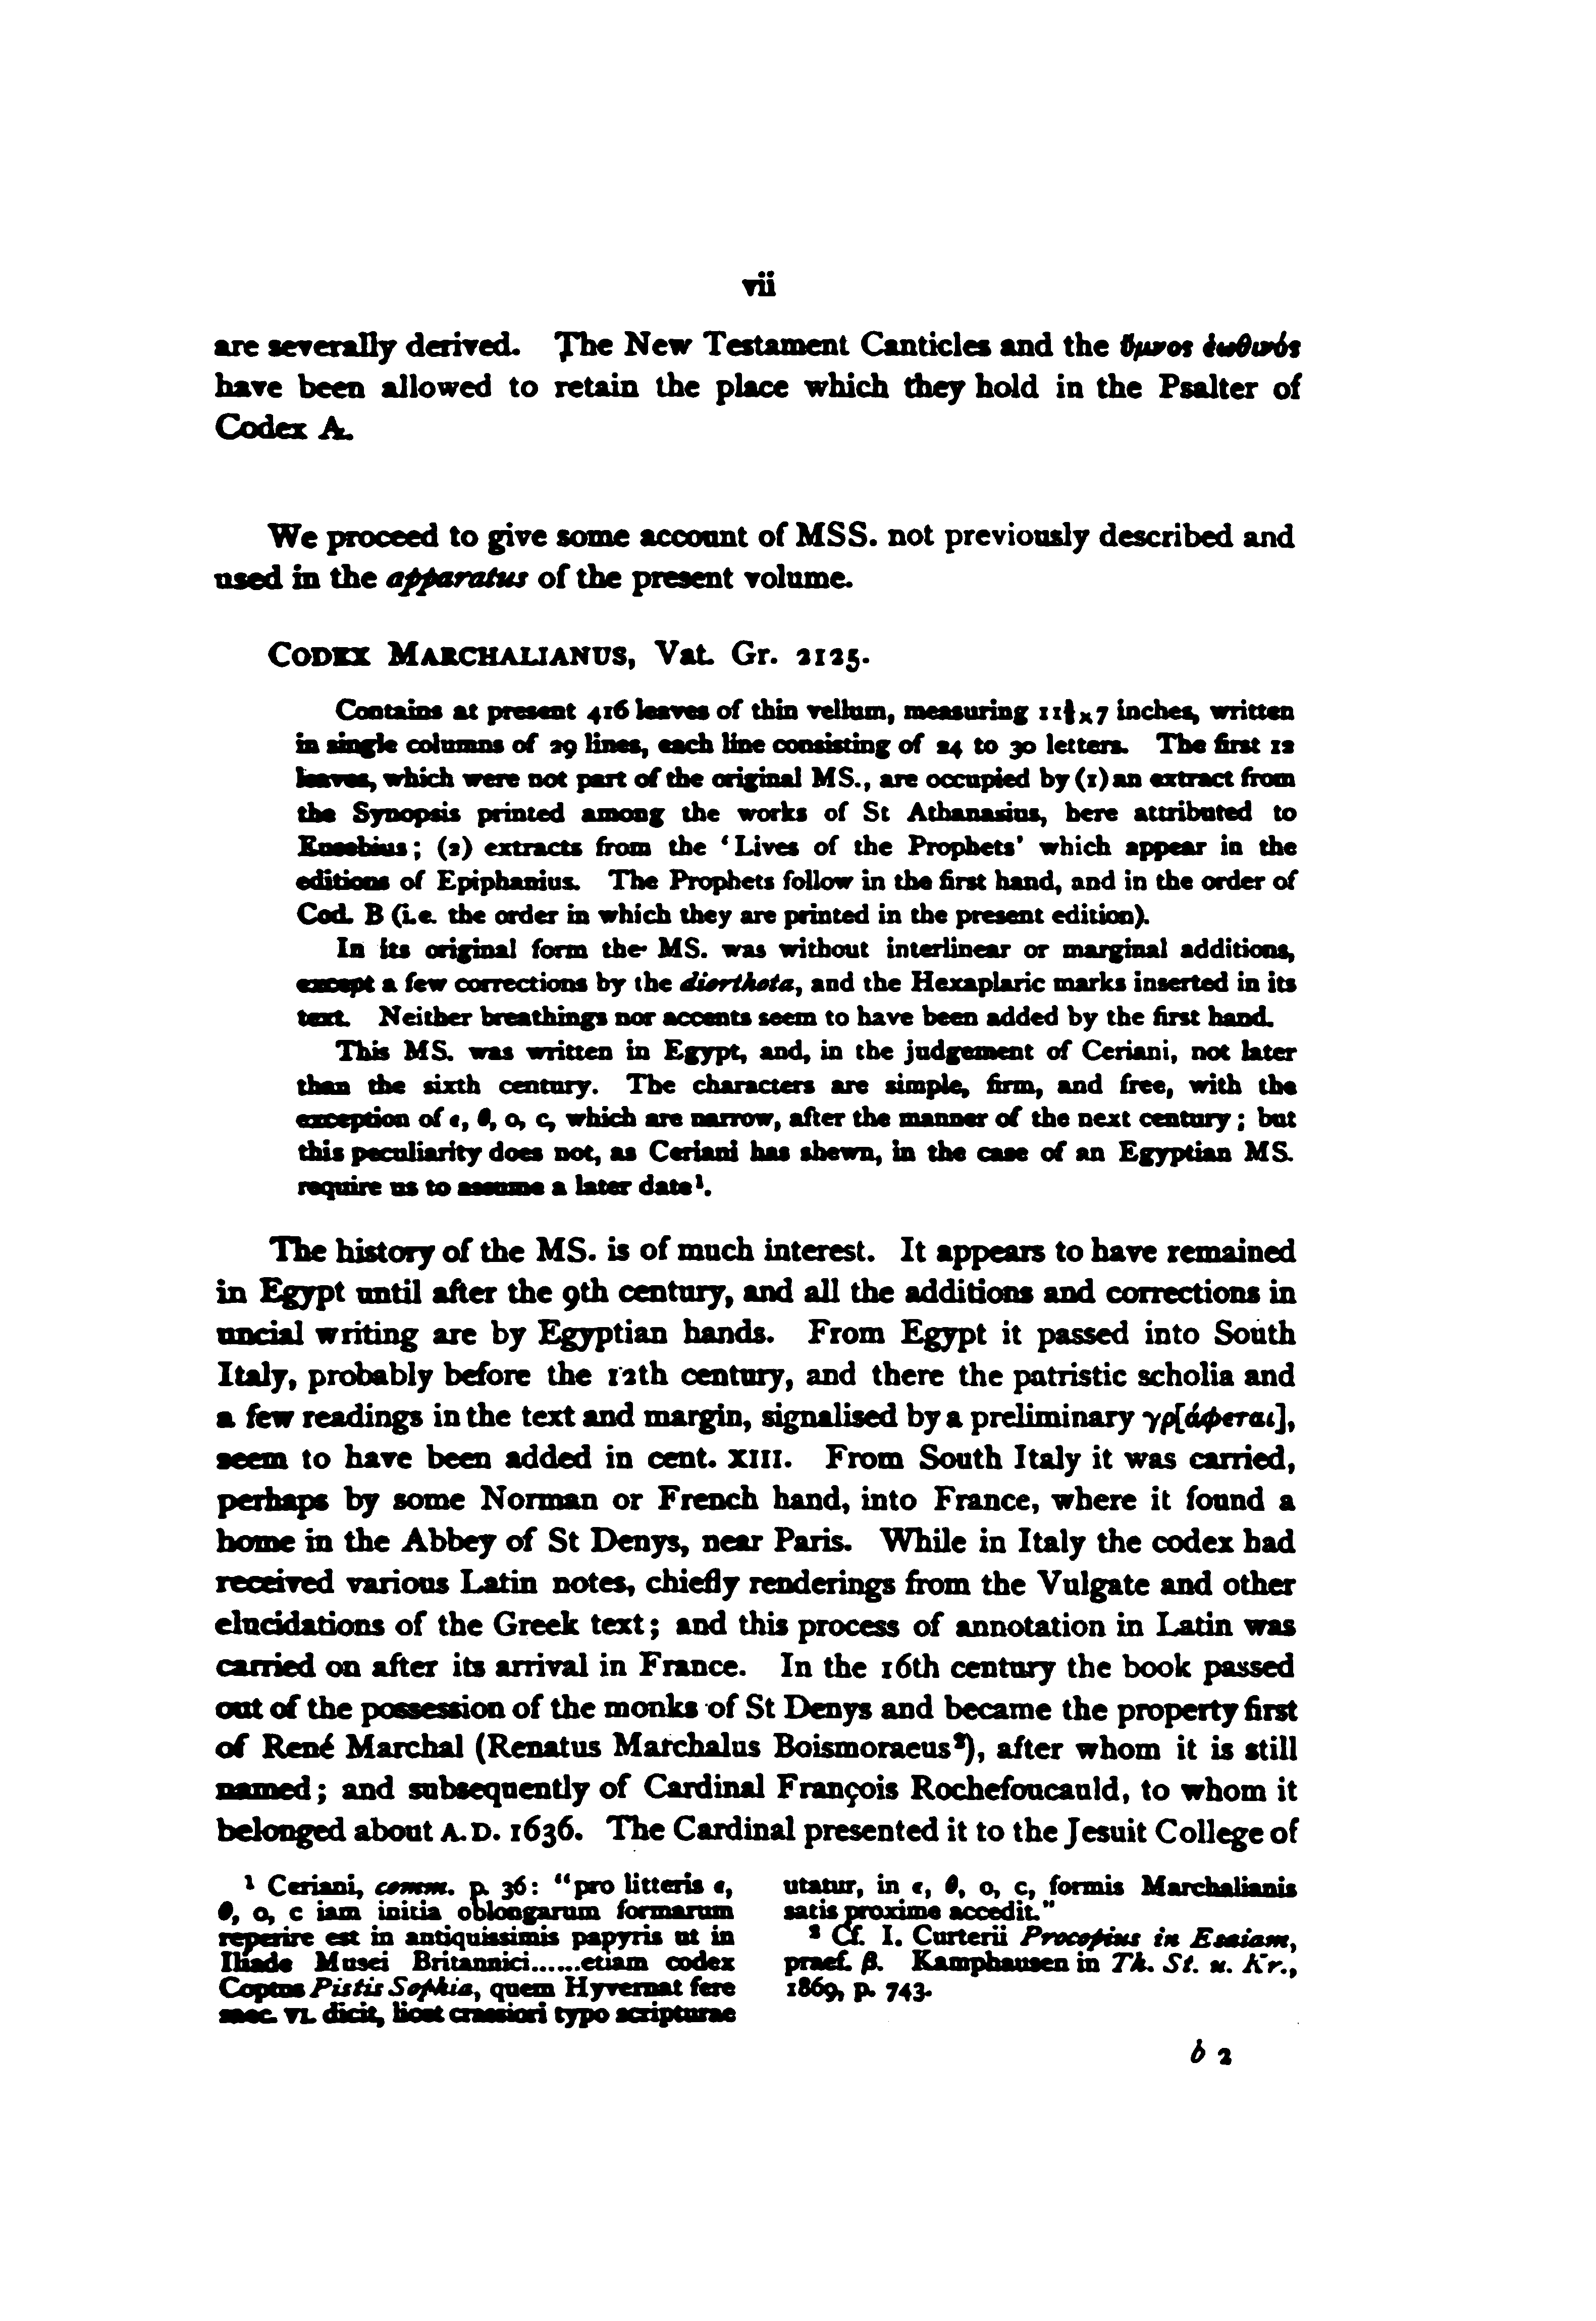 vii
are severally derived. The New Testament Canticles and the ὕμνος ἑωθινός
have been allowed to retain the place which they hold in the Psalter of
Codex A.
We proceed to give some account of MSS. not previously described and
used in the apparatus of the present volume.
CODEX MARCHALIANUS, Vat. Gr. 2125.
Contains at present 416 leaves of thin vellum, measuring × 7 inches, written
in single columns of 29 lines, each line consisting of 24 to 30 letters. The first 12
leaves, which were not part of the original MS., are occupied by (1) an extract from
the Synopsis printed among the works of St Athanasius, here attributed to
Eusebius; (2) extracts from the ‘Lives of the Prophets’ which appear in the
editions of Epiphanius. The Prophets follow in the first hand, and in the order of
Cod. B (i.e. the order in which they are printed in the present edition).
In its original form the MS. was without interlinear or marginal additions,
except a few corrections by the diorthota, and the Hexaplaric marks inserted in its
text. Neither breathings nor accents seem to have been added by the first hand.
This MS. was written in Egypt, and, in the judgement of Ceriani, not later
than the sixth century. The characters are simple, firm, and free, with the
exception of ε, θ, ο, c, which are narrow, after the manner of the next century; but
this peculiarity does not, as Ceriani has shewn, in the case of an Egyptian MS.
require us to assume a later date¹.
The history of the MS. is of much interest. It appears to have remained
in Egypt until after the 9th century, and all the additions and corrections in
uncial writing are by Egyptian hands. From Egypt it passed into South
Italy, probably before the 12th century, and there the patristic scholia and
a few readings in the text and margin, signalised by a preliminary γρ[άφεται],
seem to have been added in cent. XIII. From South Italy it was carried,
perhaps by some Norman or French hand, into France, where it found a
home in the Abbey of St Denys, near Paris. While in Italy the codex had
received various Latin notes, chiefly renderings from the Vulgate and other
elucidations of the Greek text; and this process of annotation in Latin was
carried on after its arrival in France. In the 16th century the book passed
out of the possession of the monks of St Denys and became the property first
of René Marchal (Renatus Marchalus Boismoraeus²), after whom it is still
named; and subsequently of Cardinal François Rochefoucauld, to whom it
belonged about A.D. 1636. The Cardinal presented it to the Jesuit College of
¹ Ceriani, comm. p. 36: “pro litteris ε,
θ, ο, c iam initia oblongarum formarum
reperire est in antiquissimis papyris ut in
Iliade Musei Britannici......etiam codex
Coptus Pistis Sophia, quem Hyvernat fere
saec. VI. dicit, licet crassiori typo scripturae
utatur, in ε, θ, ο, c, formis Marchalianis
satis proxime accedit.”
² Cf. I. Curterii Procopius in Esaiam,
praef. β. Kamphausen in Th. St. u. Kr.,
1869, p. 743.
b 2